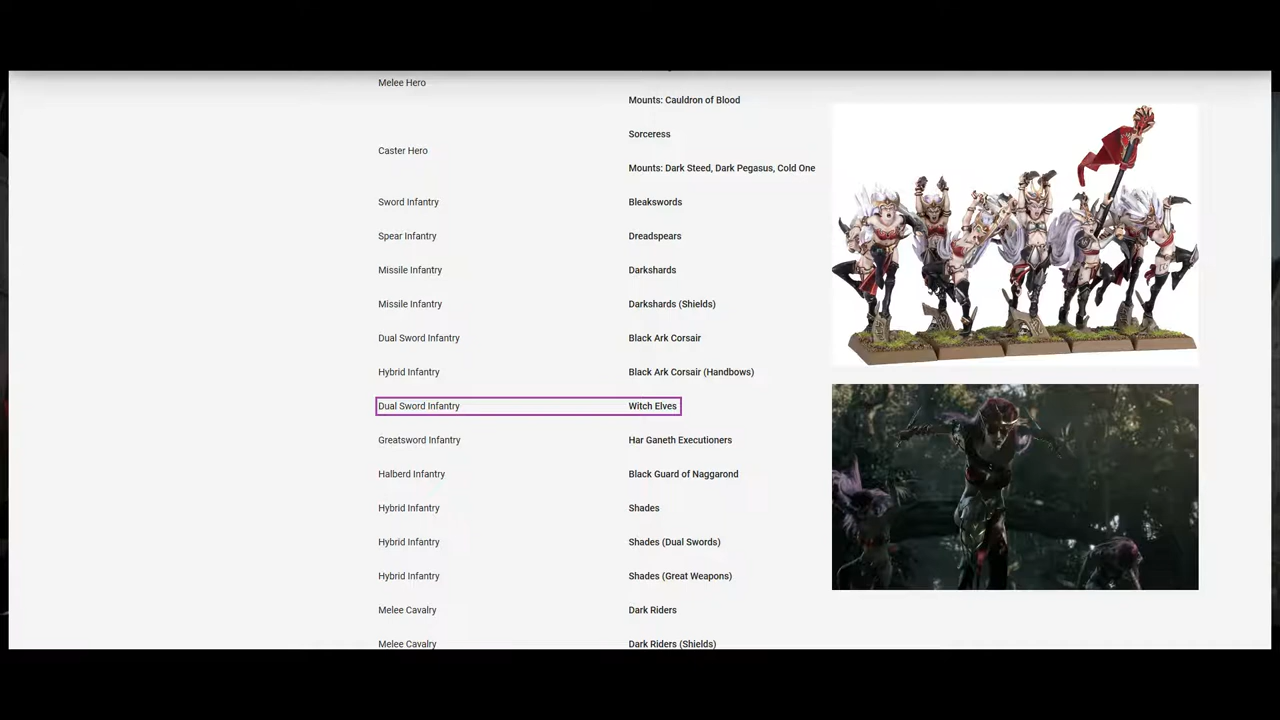 Melee Hero
Mounts: Cauldron of Blood
Sorceress
Caster Hero
Mounts: Dark Steed, Dark Pegasus, Cold One
Sword Infantry Bleakswords
Spear Infantry Dreadspears
Missile Infantry Darkshards
Missile Infantry Darkshards (Shields)
Dual Sword Infantry Black Ark Corsair
Hybrid Infantry Black Ark Corsair (Handbows)
Dual Sword Infantry Witch Elves
Greatsword Infantry Har Ganeth Executioners
Halberd Infantry Black Guard of Naggarond
Hybrid Infantry Shades
Hybrid Infantry Shades (Dual Swords)
Hybrid Infantry Shades (Great Weapons)
Melee Cavalry Dark Riders
Melee Cavalry Dark Riders (Shields)